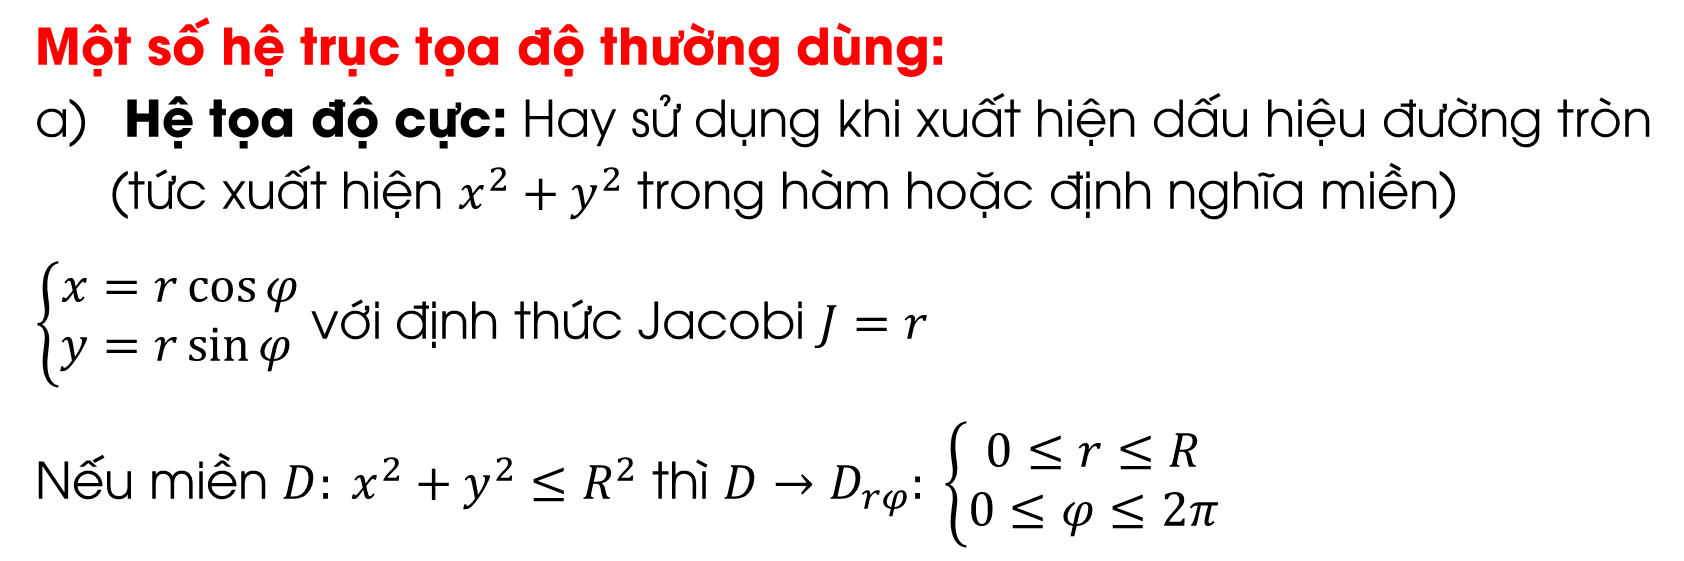 Một số hệ trục tọa độ thường dùng:
a) Hệ tọa độ cực: Hay sử dụng khi xuất hiện dấu hiệu đường tròn
(tức xuất hiện x² + y² trong hàm hoặc định nghĩa miền)
{x = r cos φ
y = r sin φ với định thức Jacobi J = r
Nếu miền D: x² + y² ≤ R² thì D → D_{rφ}: {0 ≤ r ≤ R
0 ≤ φ ≤ 2π